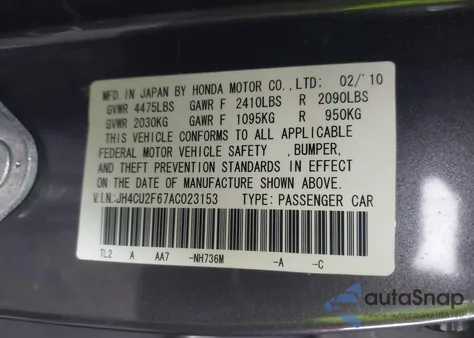 MFD. IN JAPAN BY HONDA MOTOR CO.,LTD: 02/'10
GVWR 4475LBS GAWR F 2410LBS R 2090LBS
GVWR 2030KG GAWR F 1095KG R 950KG
THIS VEHICLE CONFORMS TO ALL APPLICABLE
FEDERAL MOTOR VEHICLE SAFETY , BUMPER,
AND THEFT PREVENTION STANDARDS IN EFFECT
ON THE DATE OF MANUFACTURE SHOWN ABOVE.
V.I.N.:JH4CU2F67AC023153 TYPE: PASSENGER CAR
TL2 A AA7 -NH736M -A -C
autoSnap